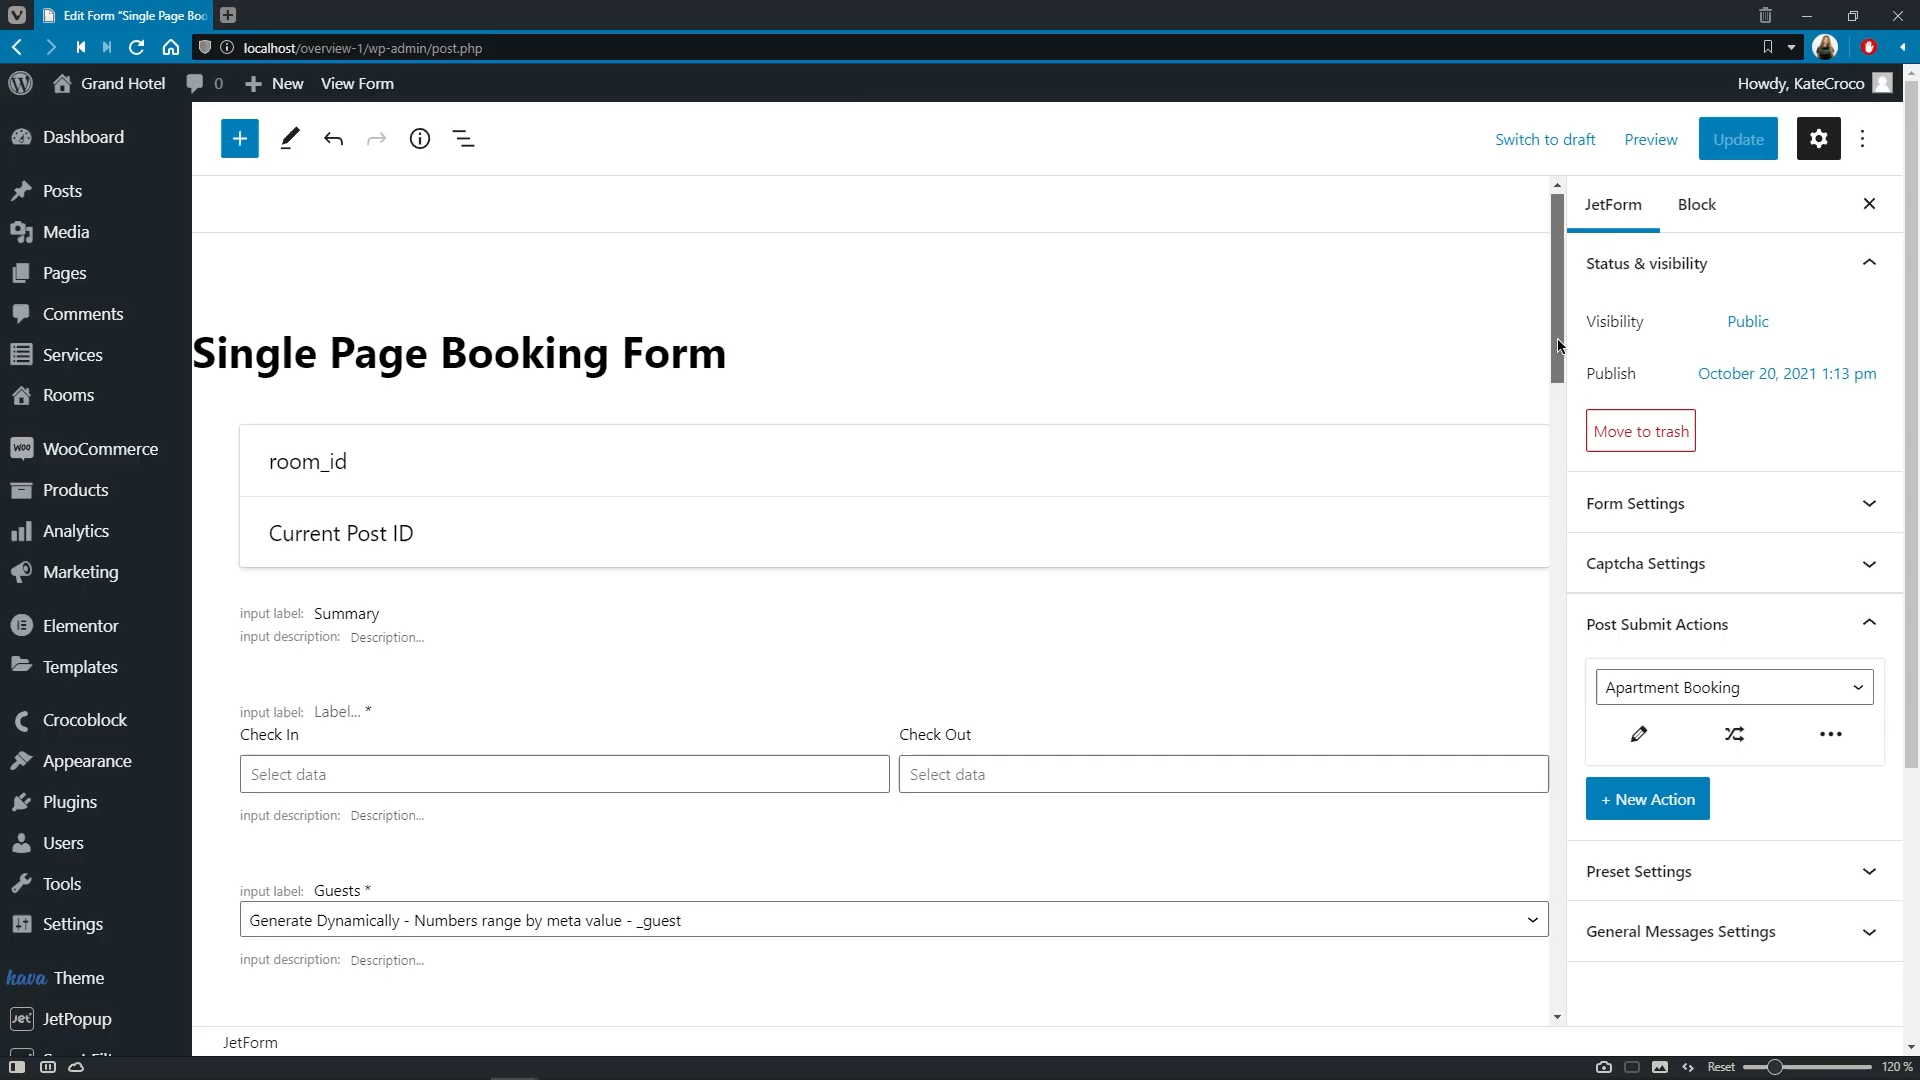 Edit Form "Single Page Boo
localhost/overview-1/wp-admin/post.php
Grand Hotel
0
New
View Form
Howdy, KateCroco
Dashboard
Posts
Media
Pages
Comments
Services
Rooms
WooCommerce
Products
Analytics
Marketing
Elementor
Templates
Crocoblock
Appearance
Plugins
Users
Tools
Settings
kava Theme
JetPopup
Switch to draft
Preview
Update
Single Page Booking Form
room_id
Current Post ID
input label: Summary
input description: Description...
input label: Label... *
Check In
Check Out
Select data
Select data
input description: Description...
input label: Guests *
Generate Dynamically - Numbers range by meta value - _guest
input description: Description...
JetForm
JetForm
Block
Status & visibility
Visibility
Public
Publish
October 20, 2021 1:13 pm
Move to trash
Form Settings
Captcha Settings
Post Submit Actions
Apartment Booking
+ New Action
Preset Settings
General Messages Settings
Reset
120 %